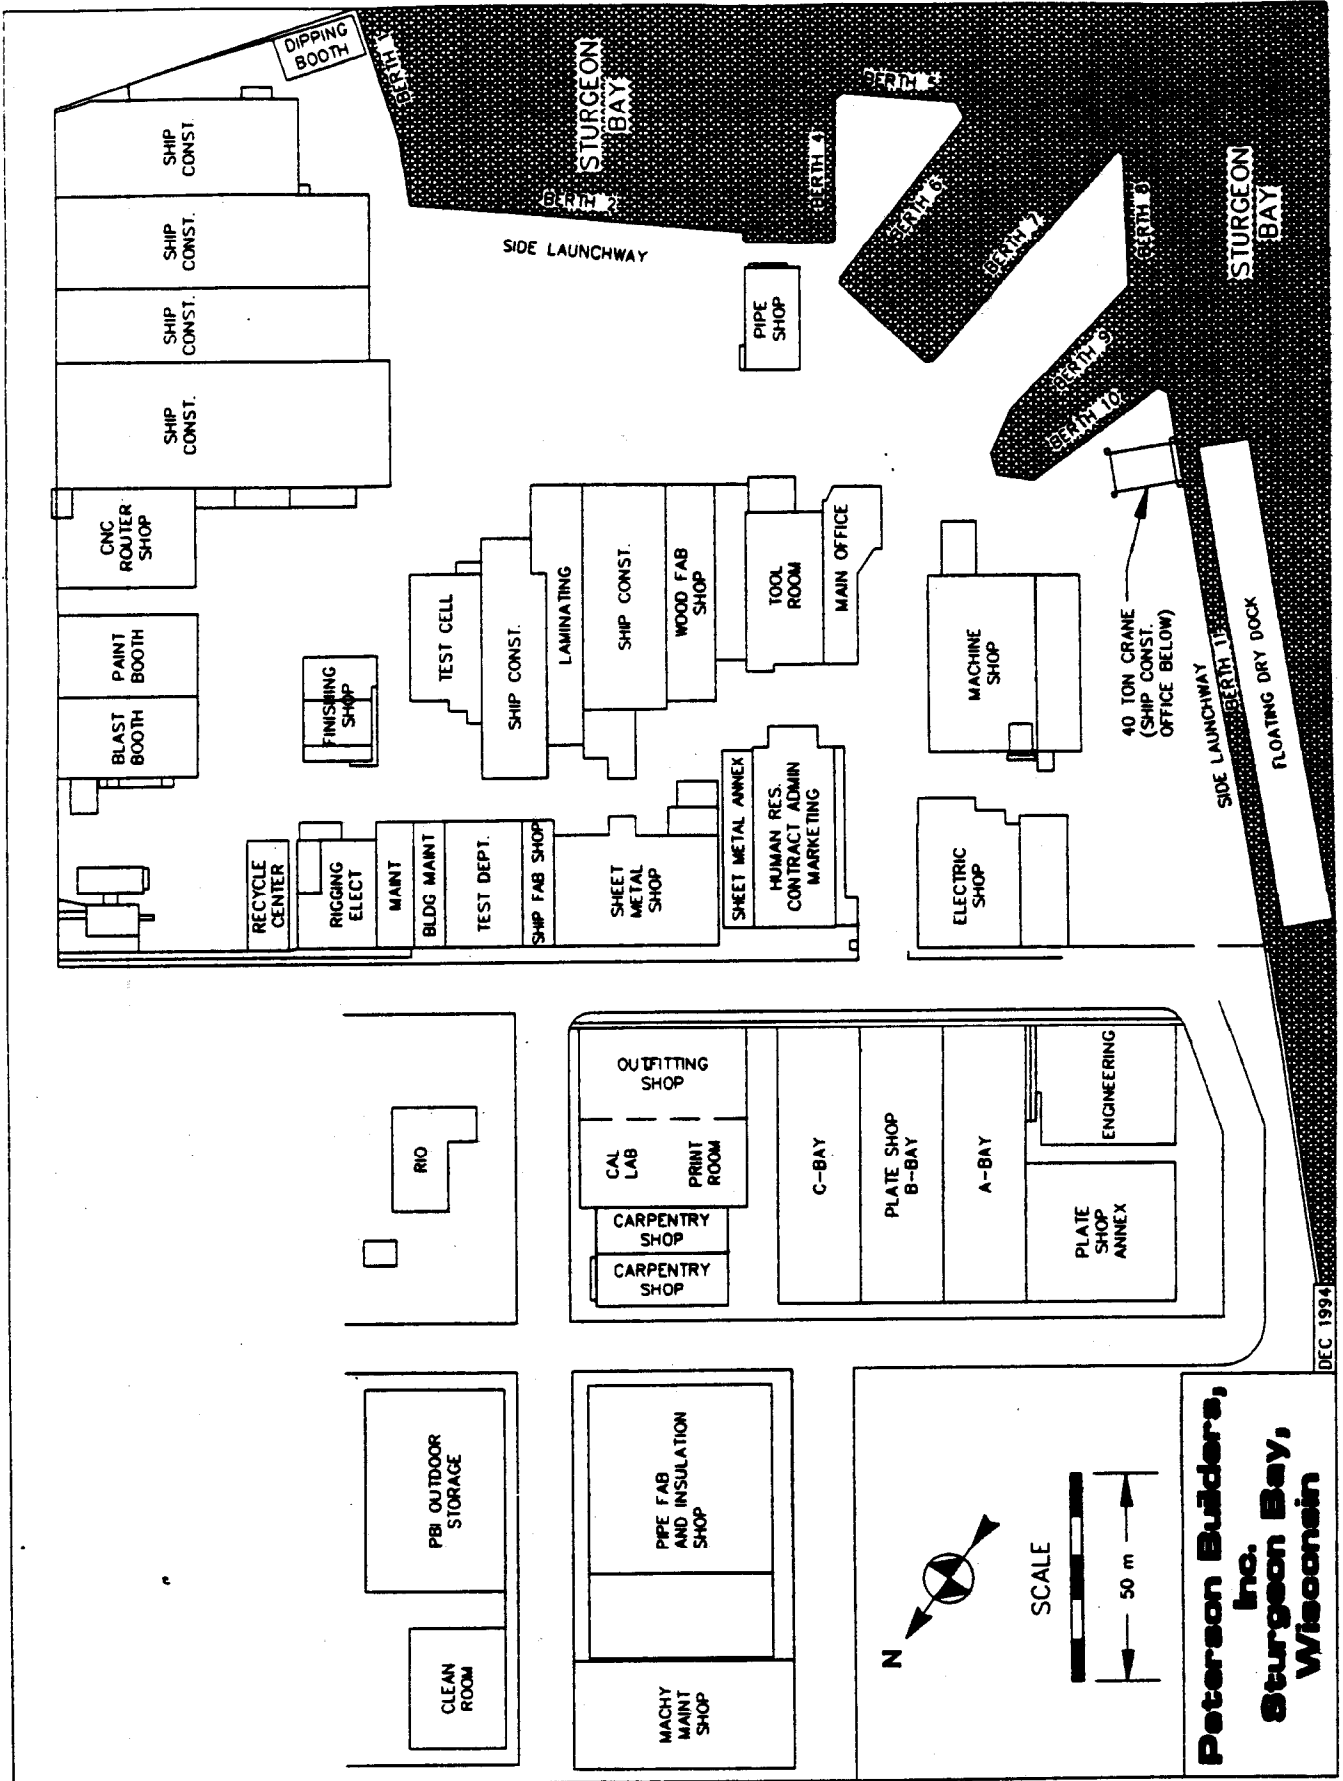 DIPPING
BOOTH
BERTH 1
STURGEON
BAY
BERTH 2
SIDE LAUNCHWAY
BERTH 4
BERTH 5
BERTH 6
BERTH 7
BERTH 8
STURGEON
BAY
BERTH 9
BERTH 10
SHIP
CONST.
SHIP
CONST.
SHIP
CONST.
SHIP
CONST.
PIPE
SHOP
CNC
ROUTER
SHOP
PAINT
BOOTH
BLAST
BOOTH
FINISHING
SHOP
TEST CELL
SHIP CONST.
LAMINATING
SHIP CONST.
WOOD FAB
SHOP
TOOL
ROOM
MAIN OFFICE
MACHINE
SHOP
40 TON CRANE
(SHIP CONST.
OFFICE BELOW)
SIDE LAUNCHWAY
BERTH 11
FLOATING DRY DOCK
RECYCLE
CENTER
RIGGING
ELECT
MAINT
BLDG MAINT
TEST DEPT.
SHIP FAB SHOP
SHEET
METAL
SHOP
SHEET METAL ANNEX
HUMAN RES.
CONTRACT ADMIN
MARKETING
ELECTRIC
SHOP
RIO
OUTFITTING
SHOP
CAL
LAB
PRINT
ROOM
CARPENTRY
SHOP
CARPENTRY
SHOP
C-BAY
PLATE SHOP
B-BAY
A-BAY
ENGINEERING
PLATE
SHOP
ANNEX
PBI OUTDOOR
STORAGE
CLEAN
ROOM
PIPE FAB
AND INSULATION
SHOP
MACHY
MAINT
SHOP
N
SCALE
50 m
DEC 1994
Peterson Builders,
Inc.
Sturgeon Bay,
Wisconsin